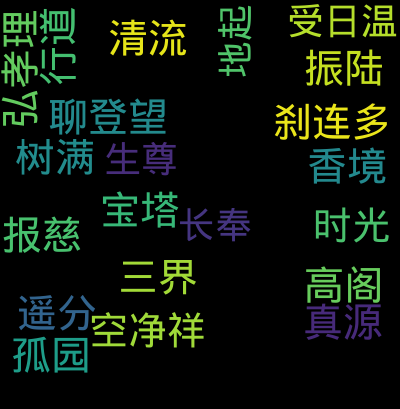 弘孝理
行道
清流
地起
受日温
振陆
聊登望
刹连多
树满
生尊
香境
宝塔
长奉
报慈
时光
三界
高阁
遥分
真源
空净祥
孤园